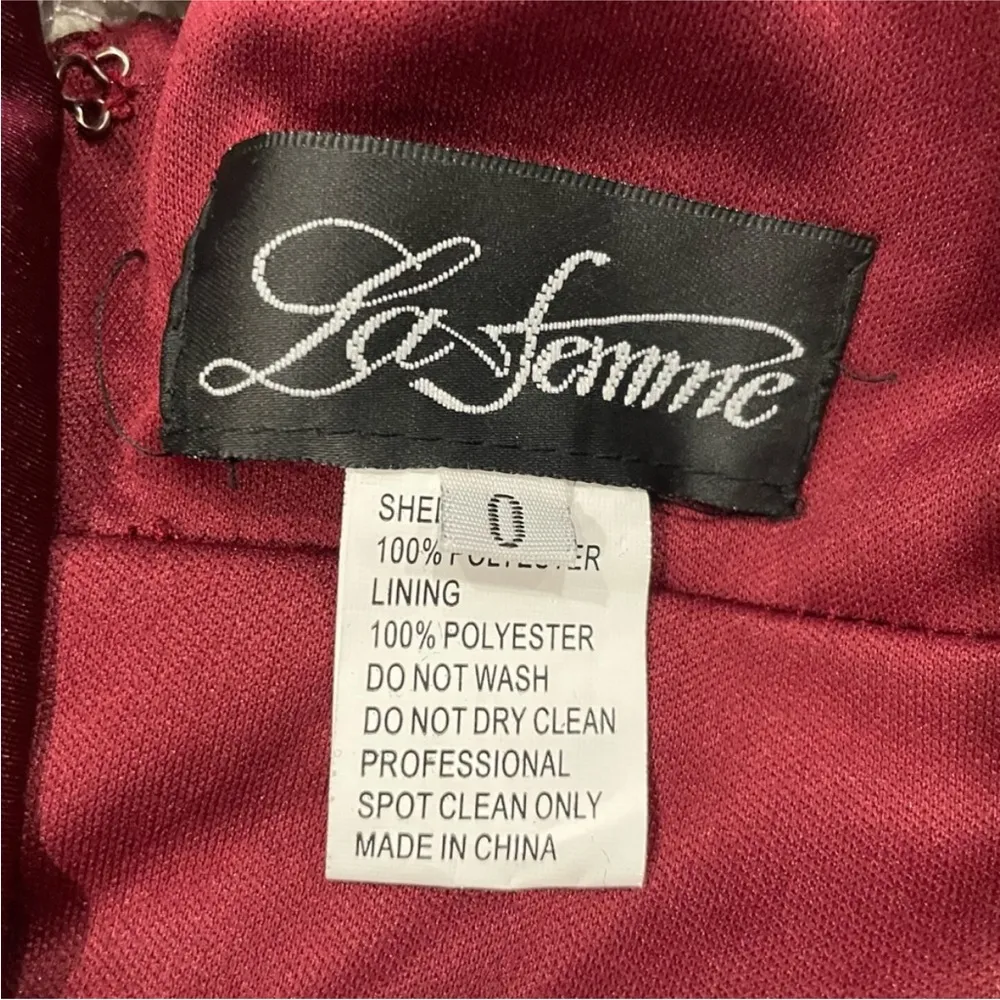 La Femme
0
SHE
100% POLYESTER
LINING
100% POLYESTER
DO NOT WASH
DO NOT DRY CLEAN
PROFESSIONAL
SPOT CLEAN ONLY
MADE IN CHINA